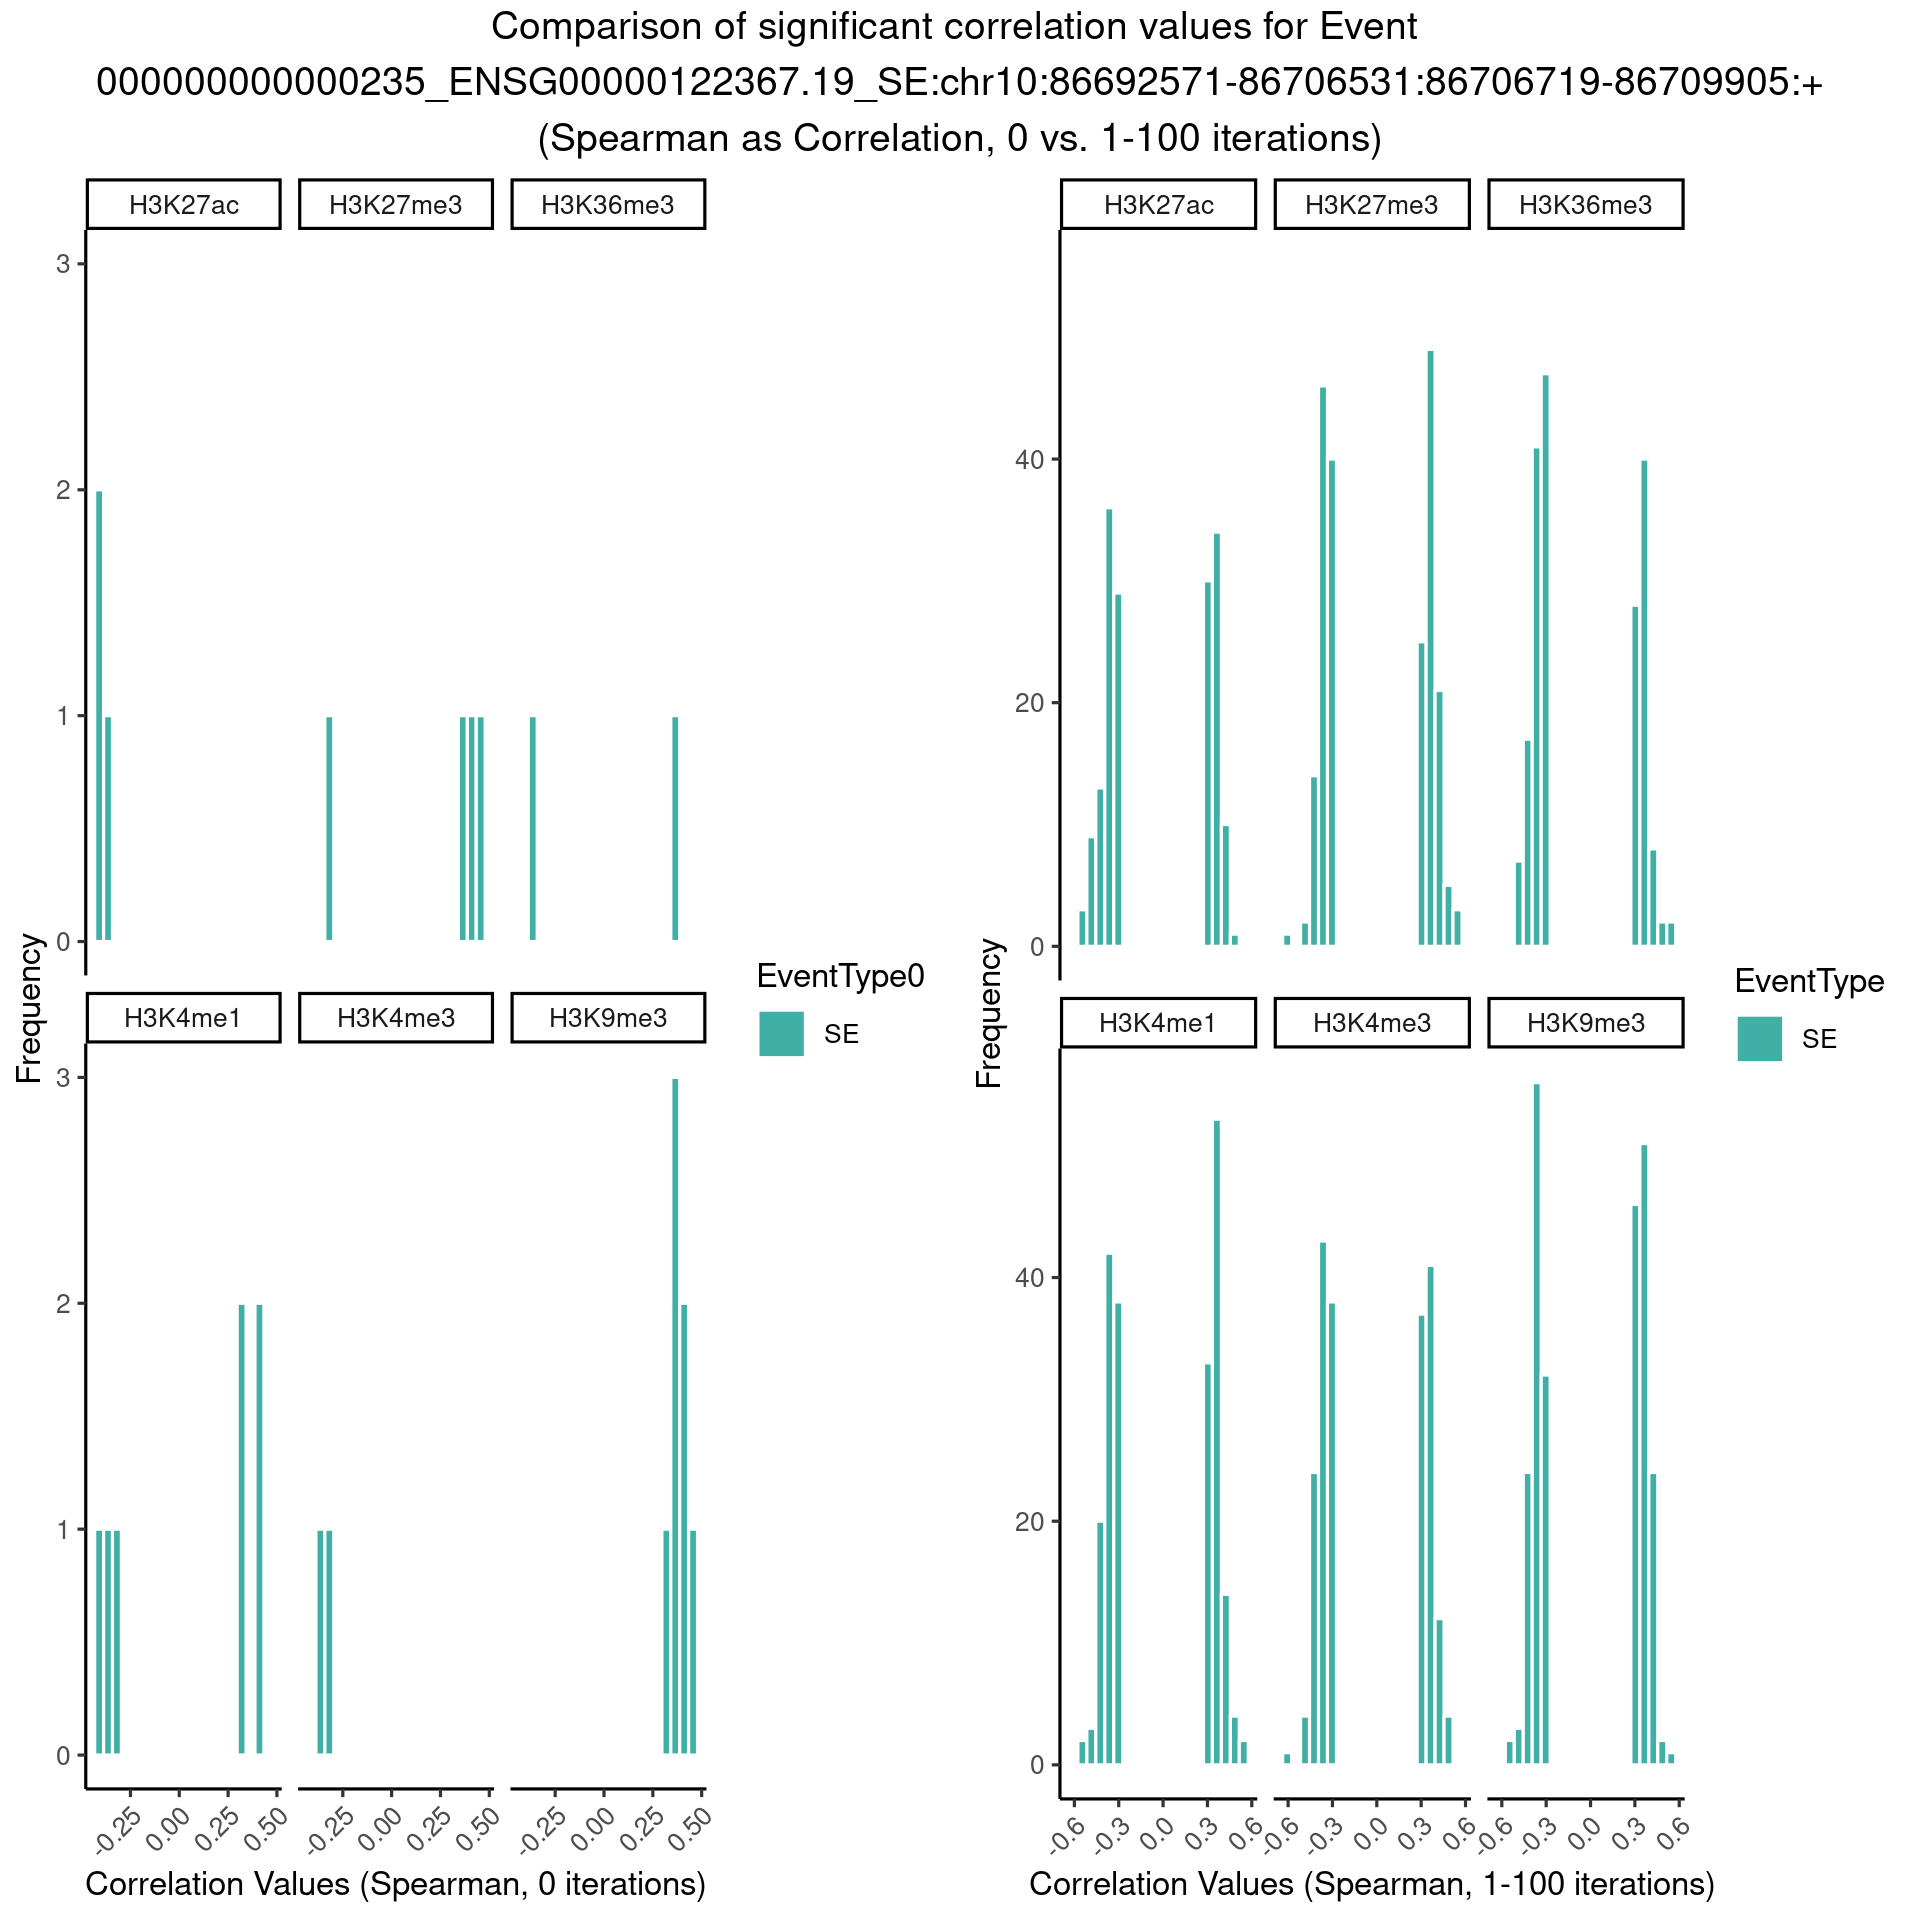 Comparison of significant correlation values for Event
000000000000235_ENSG00000122367.19_SE:chr10:86692571-86706531:86706719-86709905:+
(Spearman as Correlation, 0 vs. 1-100 iterations)
H3K27ac H3K27me3 H3K36me3
3
2
1
0
H3K4me1 H3K4me3 H3K9me3
3
2
1
0
-0.25 0.00 0.25 0.50 -0.25 0.00 0.25 0.50 -0.25 0.00 0.25 0.50
Frequency
Correlation Values (Spearman, 0 iterations)
EventType0
SE
H3K27ac H3K27me3 H3K36me3
40
20
0
H3K4me1 H3K4me3 H3K9me3
40
20
0
-0.6 -0.3 0.0 0.3 0.6 -0.6 -0.3 0.0 0.3 0.6 -0.6 -0.3 0.0 0.3 0.6
Frequency
Correlation Values (Spearman, 1-100 iterations)
EventType
SE